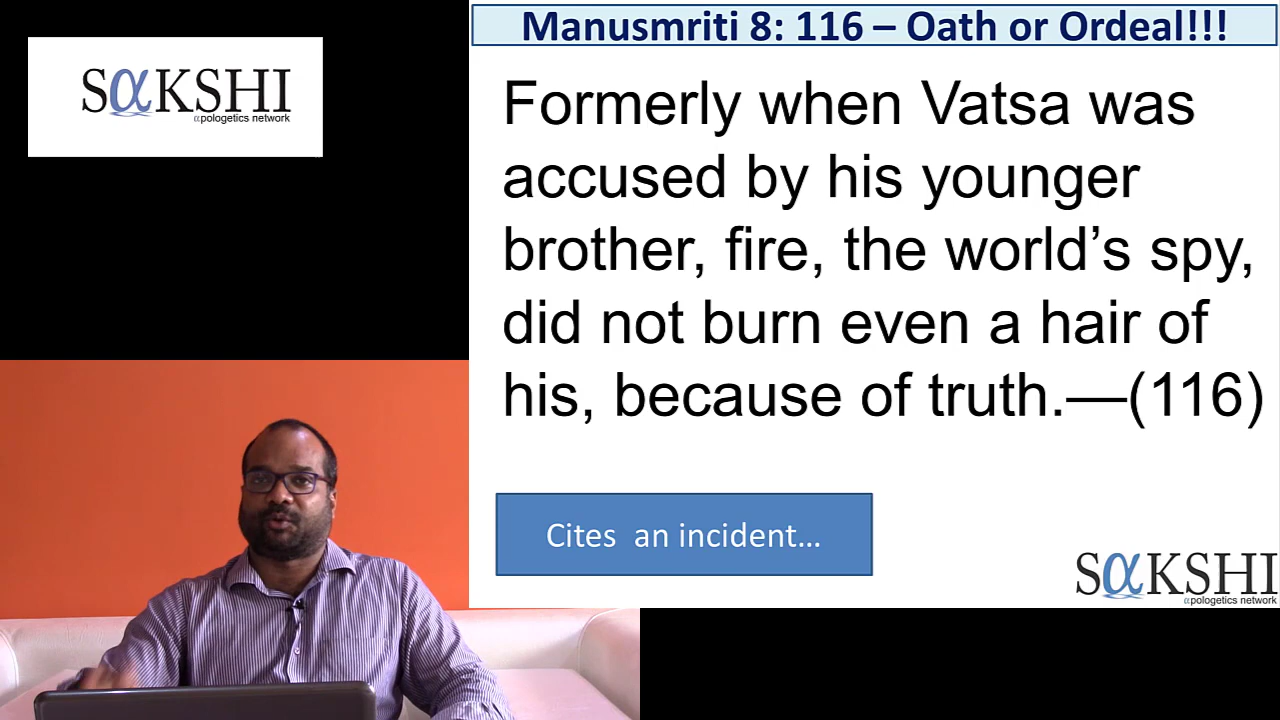 Manusmriti 8: 116 – Oath or Ordeal!!!
SαKSHI
αpologetics network
Formerly when Vatsa was
accused by his younger
brother, fire, the world’s spy,
did not burn even a hair of
his, because of truth.—(116)
Cites an incident...
SαKSHI
αpologetics network